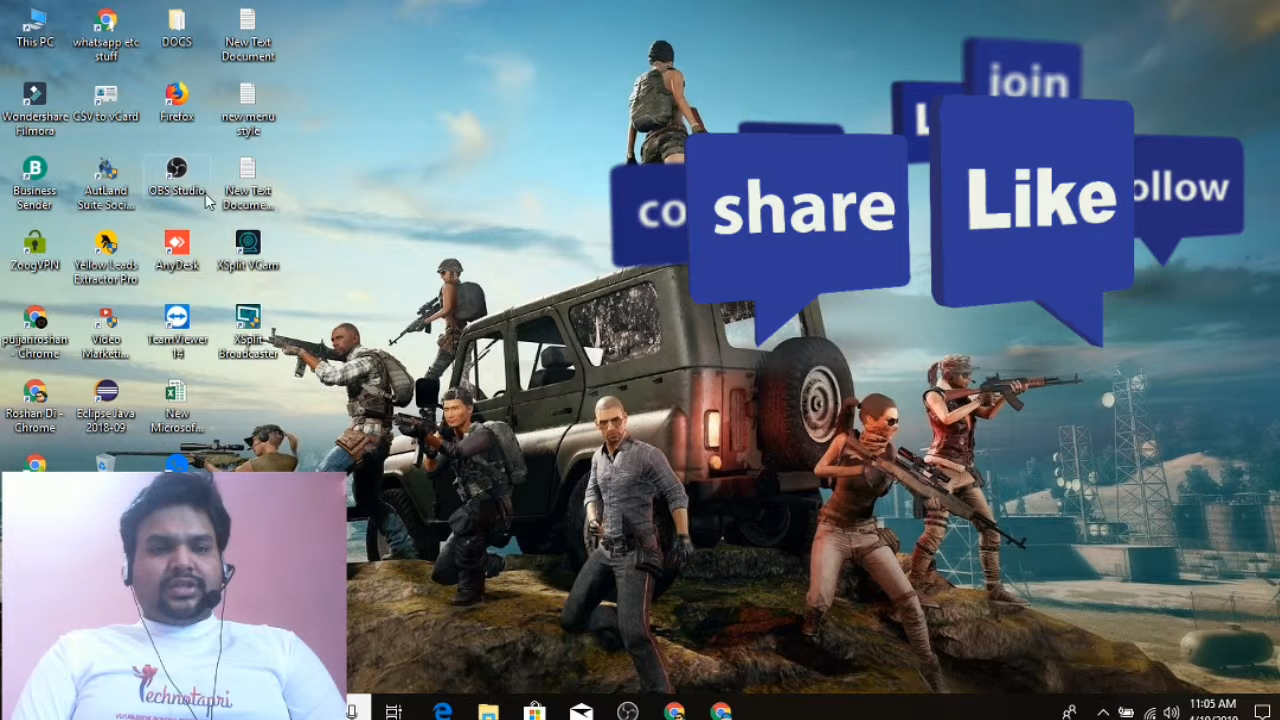 This PC
whatsapp etc
stuff
DOCS
New Text
Document
Wondershare
Filmora
CSV to vCard
Firefox
new menu
style
Business
Sender
AutLand
Suite Soci...
OBS Studio
New Text
Docume...
ZoogVPN
Yellow Leads
Extractor Pro
AnyDesk
XSplit VCam
pujjariroshan
- Chrome
Video
Marketi...
TeamViewer
14
XSplit
Broadcaster
Roshan Di -
Chrome
Eclipse Java
2018-09
New
Microsof...
join
L
co
share
Like
ollow
Technotapri
11:05 AM